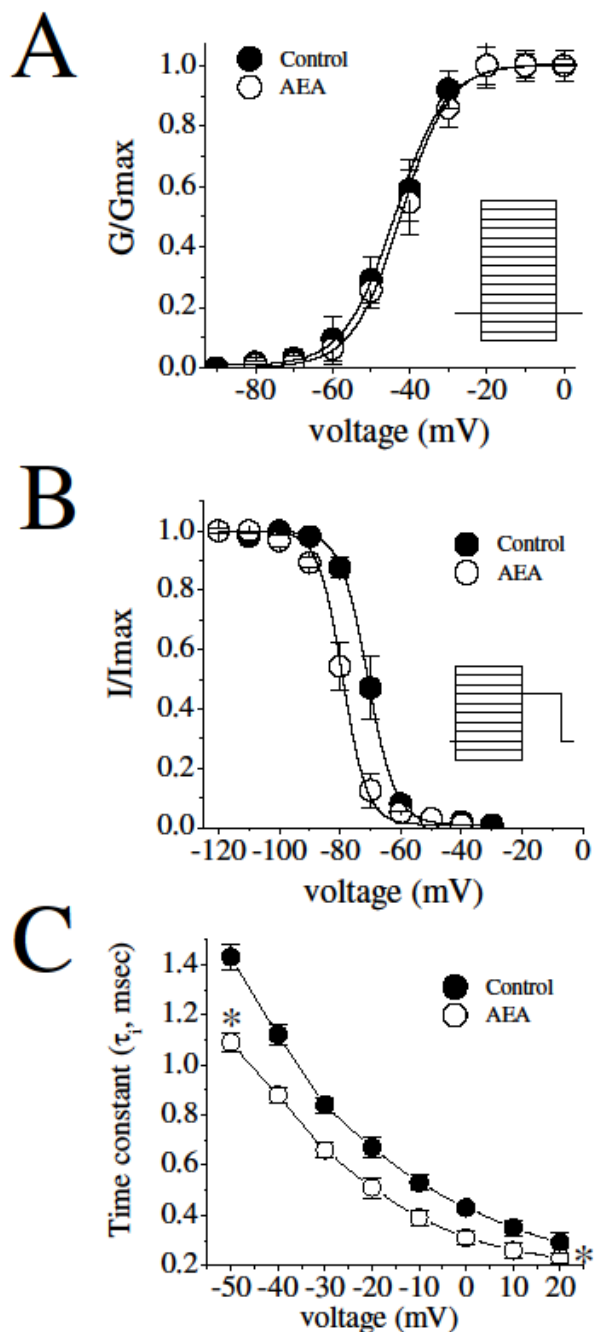 A
Control
AEA
1.0
0.8
0.6
0.4
0.2
0.0
G/Gmax
-80 -60 -40 -20 0
voltage (mV)
B
Control
AEA
1.0
0.8
0.6
0.4
0.2
0.0
I/Imax
-120 -100 -80 -60 -40 -20 0
voltage (mV)
C
Control
AEA
1.4
1.2
1.0
0.8
0.6
0.4
0.2
Time constant (τi, msec)
*
*
-50 -40 -30 -20 -10 0 10 20
voltage (mV)